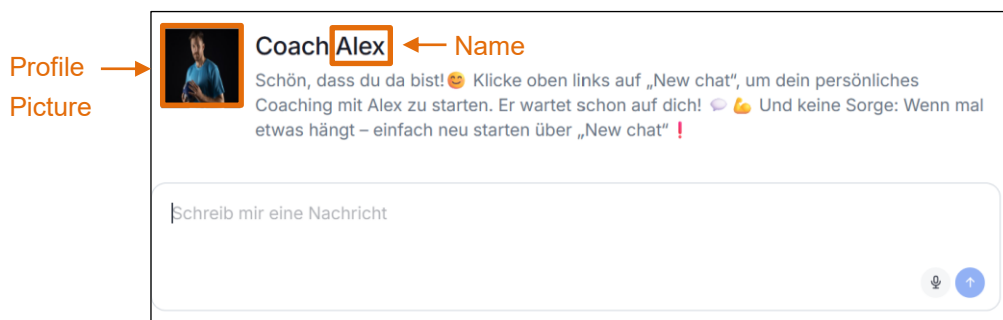 Profile
Picture
Coach Alex
Name
Schön, dass du da bist!😊 Klicke oben links auf „New chat“, um dein persönliches
Coaching mit Alex zu starten. Er wartet schon auf dich! 💬 💪 Und keine Sorge: Wenn mal
etwas hängt – einfach neu starten über „New chat“❗
Schreib mir eine Nachricht